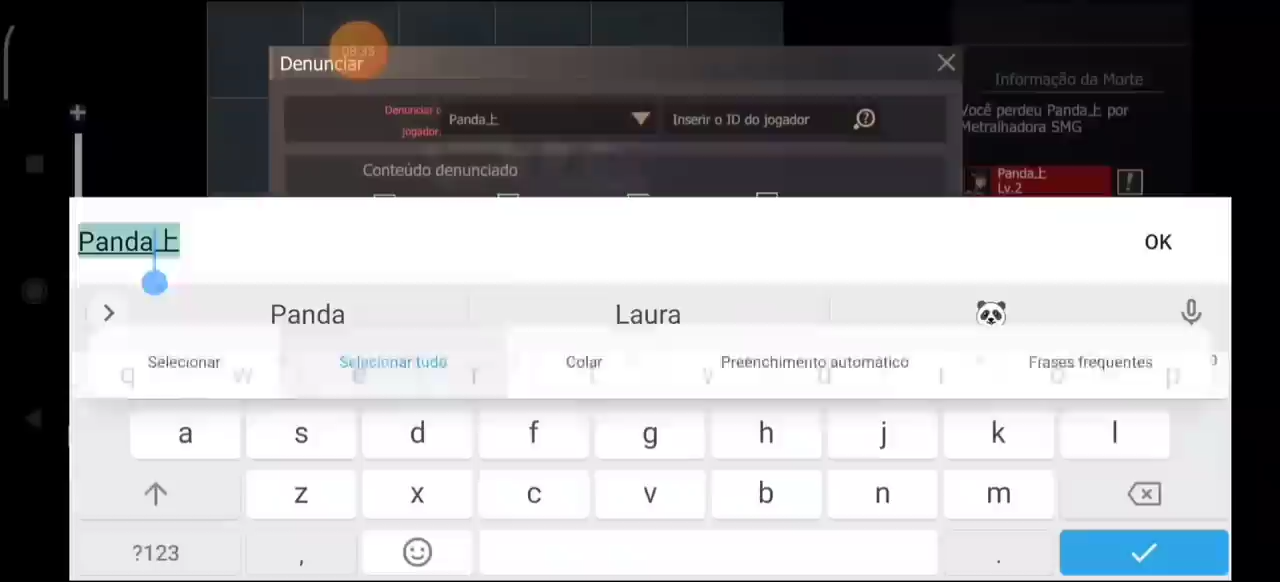 08:35
Denunciar
Denunciar o
jogador:
Panda上
Inserir o ID do jogador
Conteúdo denunciado
Informação da Morte
Você perdeu Panda上 por
Metralhadora SMG
Panda上
Lv.2
Panda上
OK
Panda
Laura
🐼
Selecionar
Selecionar tudo
Colar
Preenchimento automático
Frases frequentes
q w e r t y u i o p
a s d f g h j k l
z x c v b n m
?123 , .